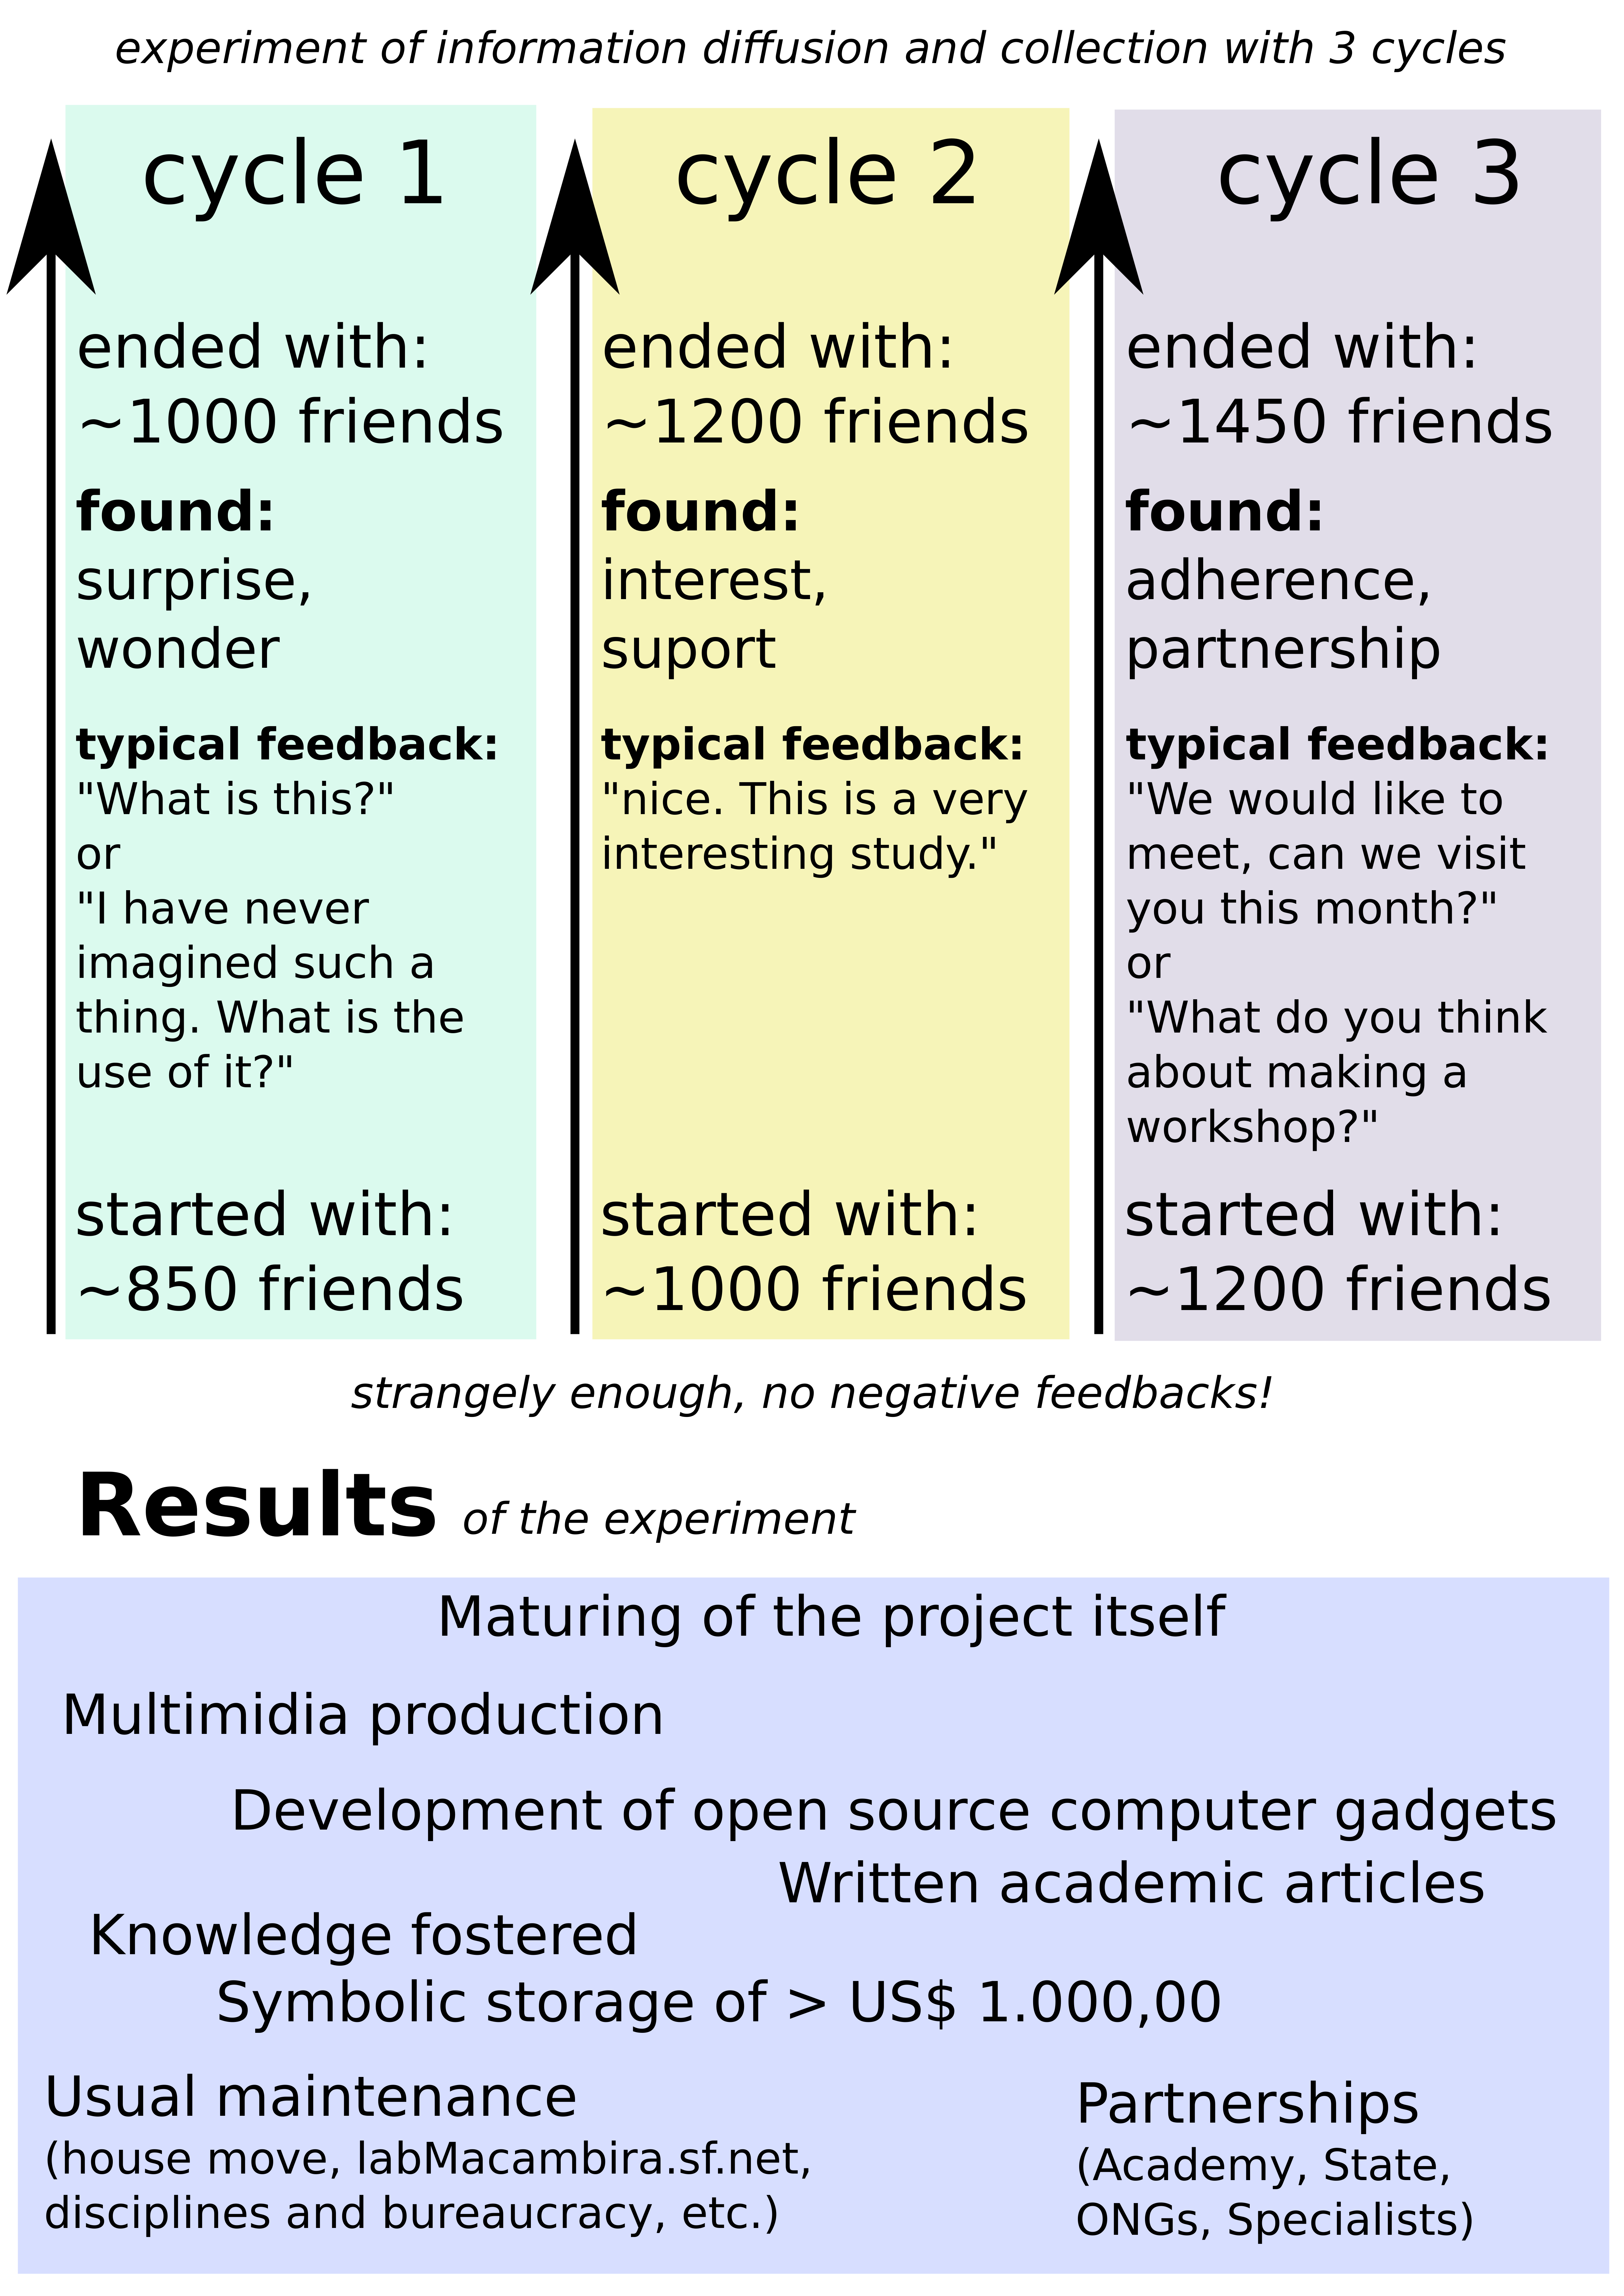 experiment of information diffusion and collection with 3 cycles
cycle 1
ended with:
~1000 friends
found:
surprise,
wonder
typical feedback:
"What is this?"
or
"I have never
imagined such a
thing. What is the
use of it?"
started with:
~850 friends
cycle 2
ended with:
~1200 friends
found:
interest,
suport
typical feedback:
"nice. This is a very
interesting study."
started with:
~1000 friends
cycle 3
ended with:
~1450 friends
found:
adherence,
partnership
typical feedback:
"We would like to
meet, can we visit
you this month?"
or
"What do you think
about making a
workshop?"
started with:
~1200 friends
strangely enough, no negative feedbacks!
Results of the experiment
Maturing of the project itself
Multimidia production
Development of open source computer gadgets
Written academic articles
Knowledge fostered
Symbolic storage of > US$ 1.000,00
Usual maintenance
(house move, labMacambira.sf.net,
disciplines and bureaucracy, etc.)
Partnerships
(Academy, State,
ONGs, Specialists)